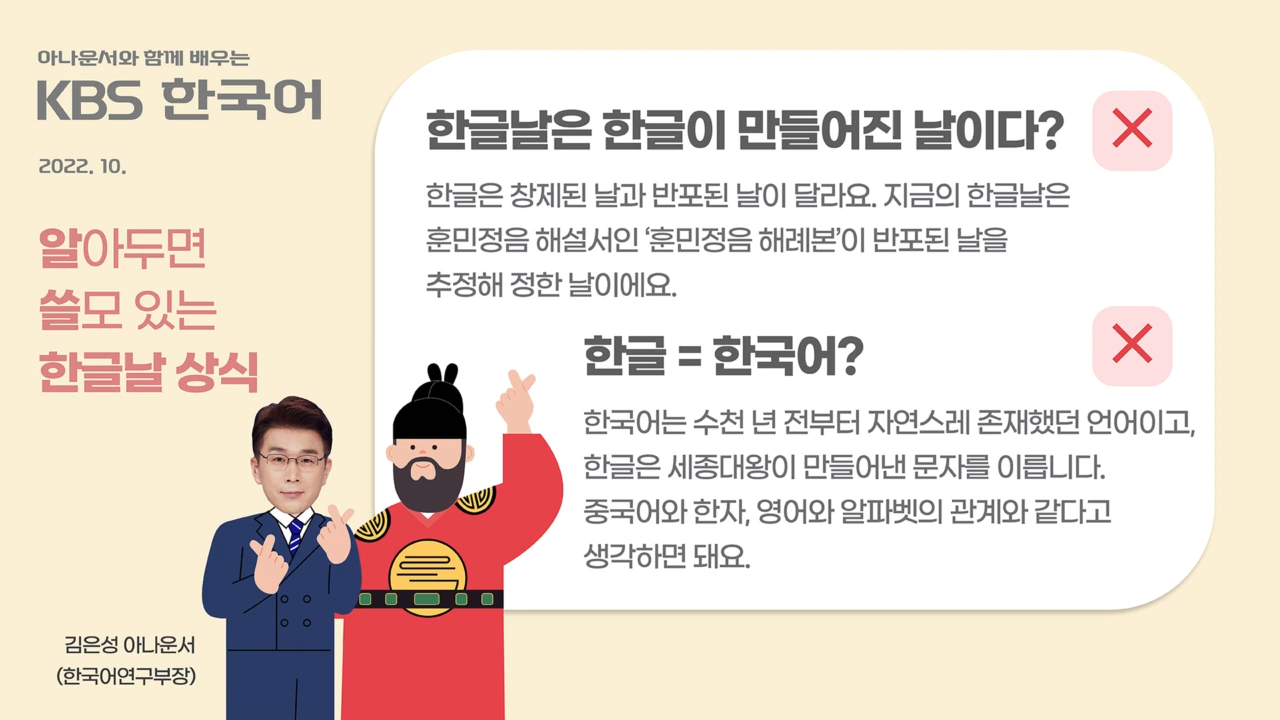 아나운서와 함께 배우는
KBS 한국어
2022. 10.
알아두면
쓸모 있는
한글날 상식
한글날은 한글이 만들어진 날이다?
한글은 창제된 날과 반포된 날이 달라요. 지금의 한글날은
훈민정음 해설서인 ‘훈민정음 해례본’이 반포된 날을
추정해 정한 날이에요.
한글 = 한국어?
한국어는 수천 년 전부터 자연스레 존재했던 언어이고,
한글은 세종대왕이 만들어낸 문자를 이릅니다.
중국어와 한자, 영어와 알파벳의 관계와 같다고
생각하면 돼요.
김은성 아나운서
(한국어연구부장)